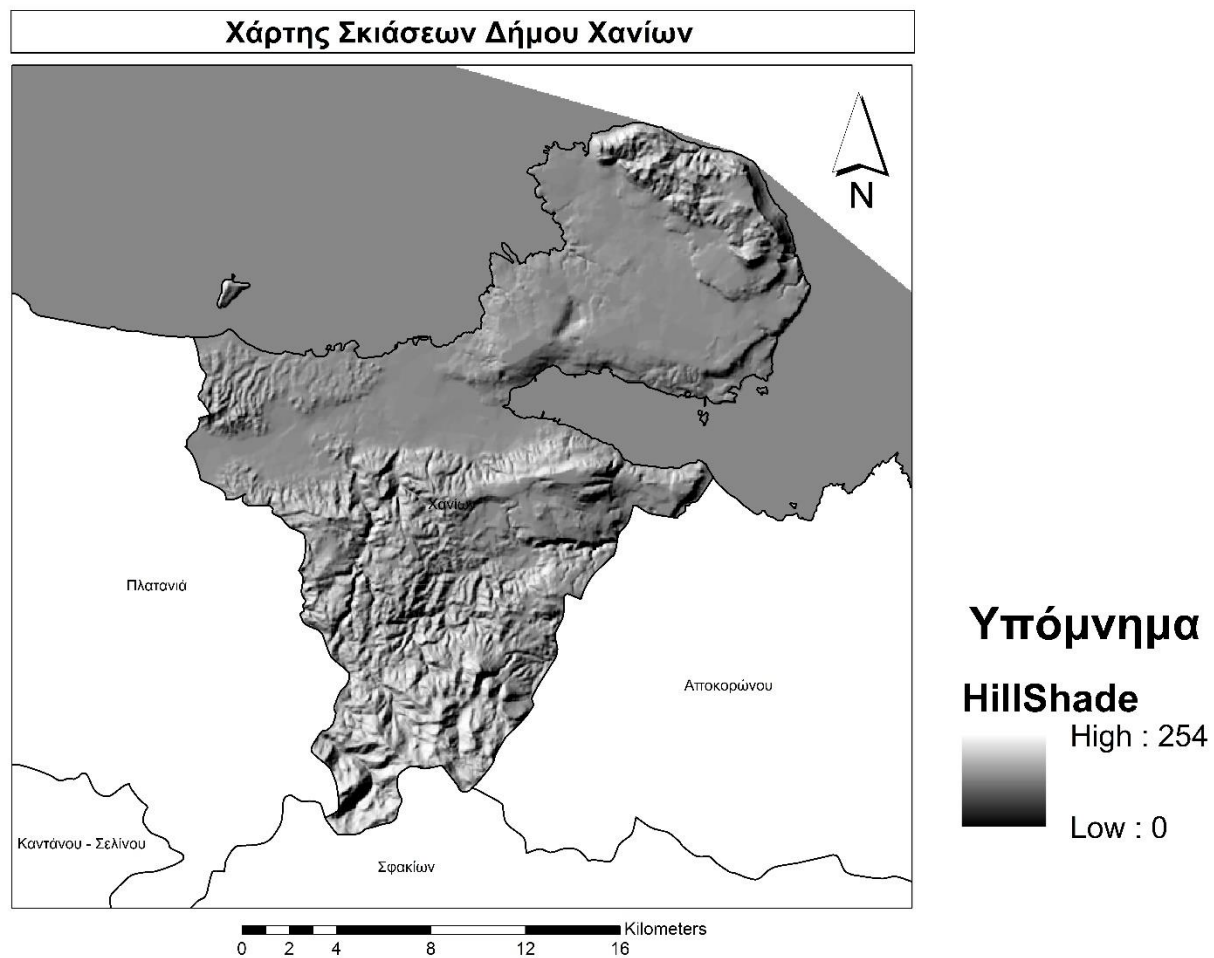 Χάρτης Σκιάσεων Δήμου Χανίων
N
Χανίων
Πλατανιά
Αποκορώνου
Καντάνου - Σελίνου
Σφακίων
Υπόμνημα
HillShade
High : 254
Low : 0
Kilometers
0 2 4 8 12 16